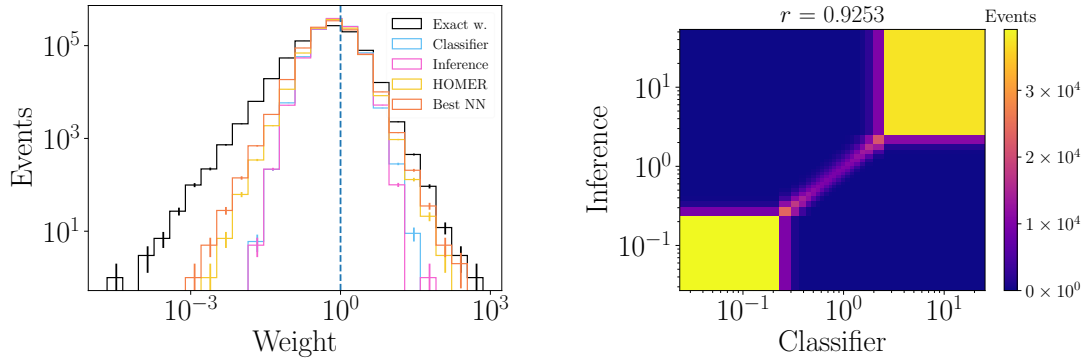 Exact w.
Classifier
Inference
HOMER
Best NN
10^5
10^3
10^1
Events
10^{-3}
10^0
10^3
Weight
r = 0.9253
Events
10^1
10^0
10^{-1}
Inference
10^{-1}
10^0
10^1
Classifier
3 × 10^4
2 × 10^4
1 × 10^4
0 × 10^0